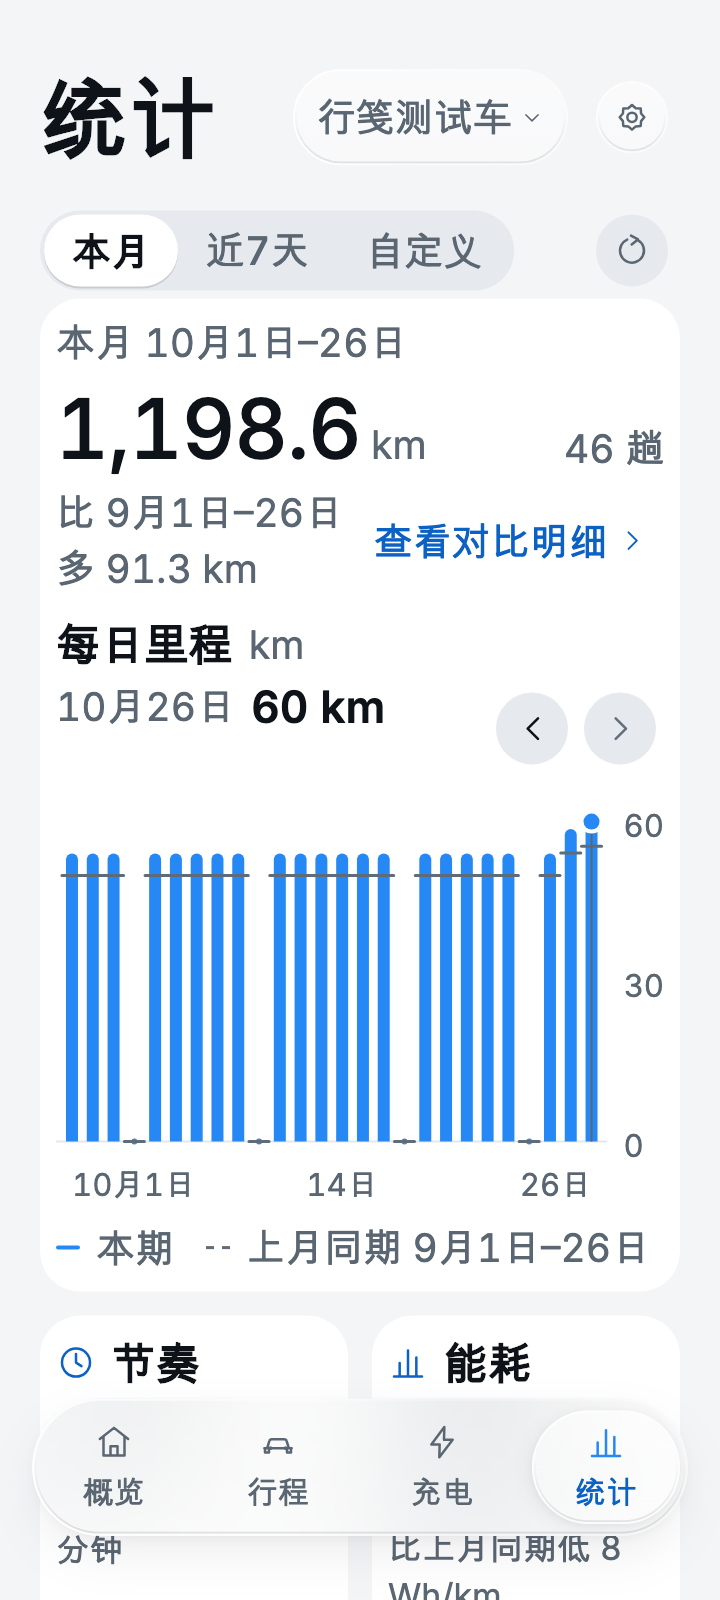 统计
行笺测试车
本月 近7天 自定义
本月 10月1日–26日
1,198.6 km
46 趟
比 9月1日–26日
多 91.3 km
查看对比明细
每日里程 km
10月26日 60 km
60
30
0
10月1日 14日 26日
本期 上月同期 9月1日–26日
节奏
能耗
概览 行程 充电 统计
分钟
比上月同期低 8
Wh/km